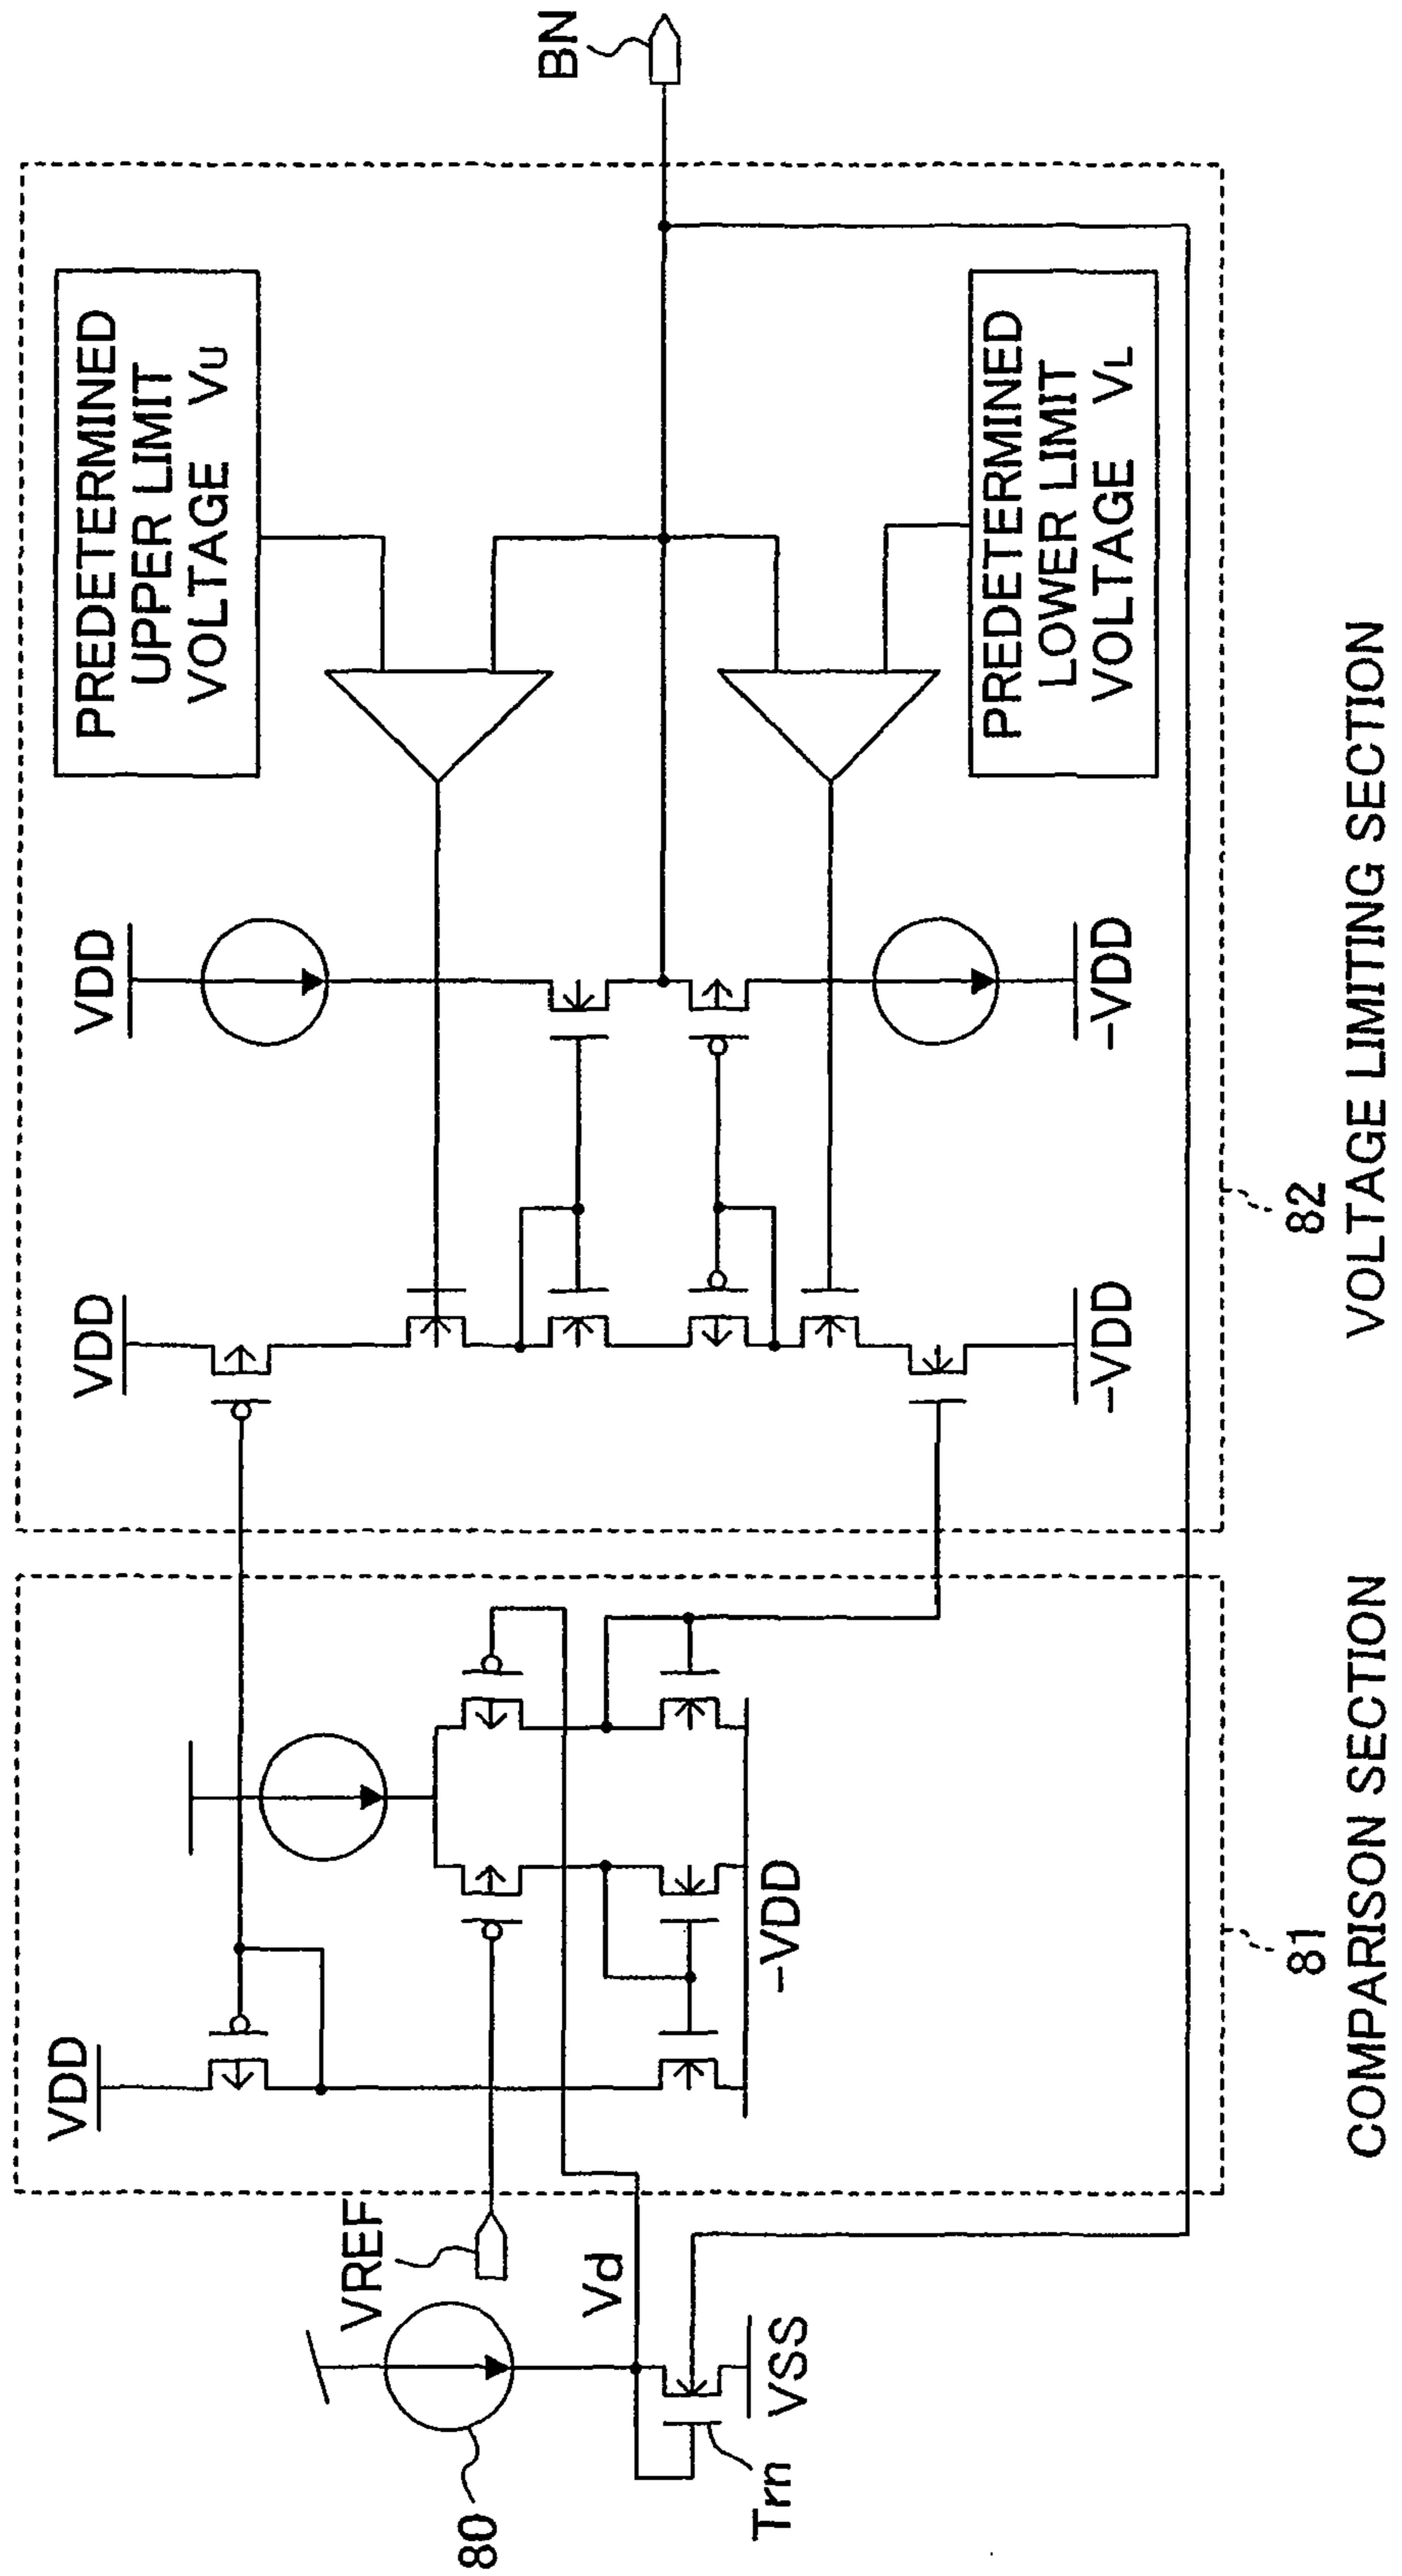 80
Trn
VREF
Vd
VSS
VDD
-VDD
81
COMPARISON SECTION
VDD
-VDD
VDD
-VDD
82
VOLTAGE LIMITING SECTION
PREDETERMINED
UPPER LIMIT
VOLTAGE VU
PREDETERMINED
LOWER LIMIT
VOLTAGE VL
BN